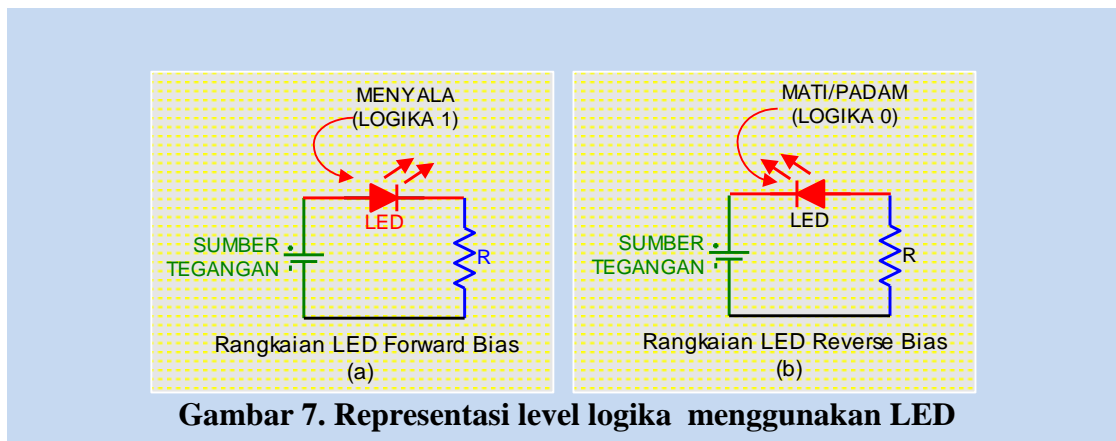 MENYALA
(LOGIKA 1)
LED
SUMBER
TEGANGAN
R
Rangkaian LED Forward Bias
(a)
MATI/PADAM
(LOGIKA 0)
LED
SUMBER
TEGANGAN
R
Rangkaian LED Reverse Bias
(b)
Gambar 7. Representasi level logika menggunakan LED